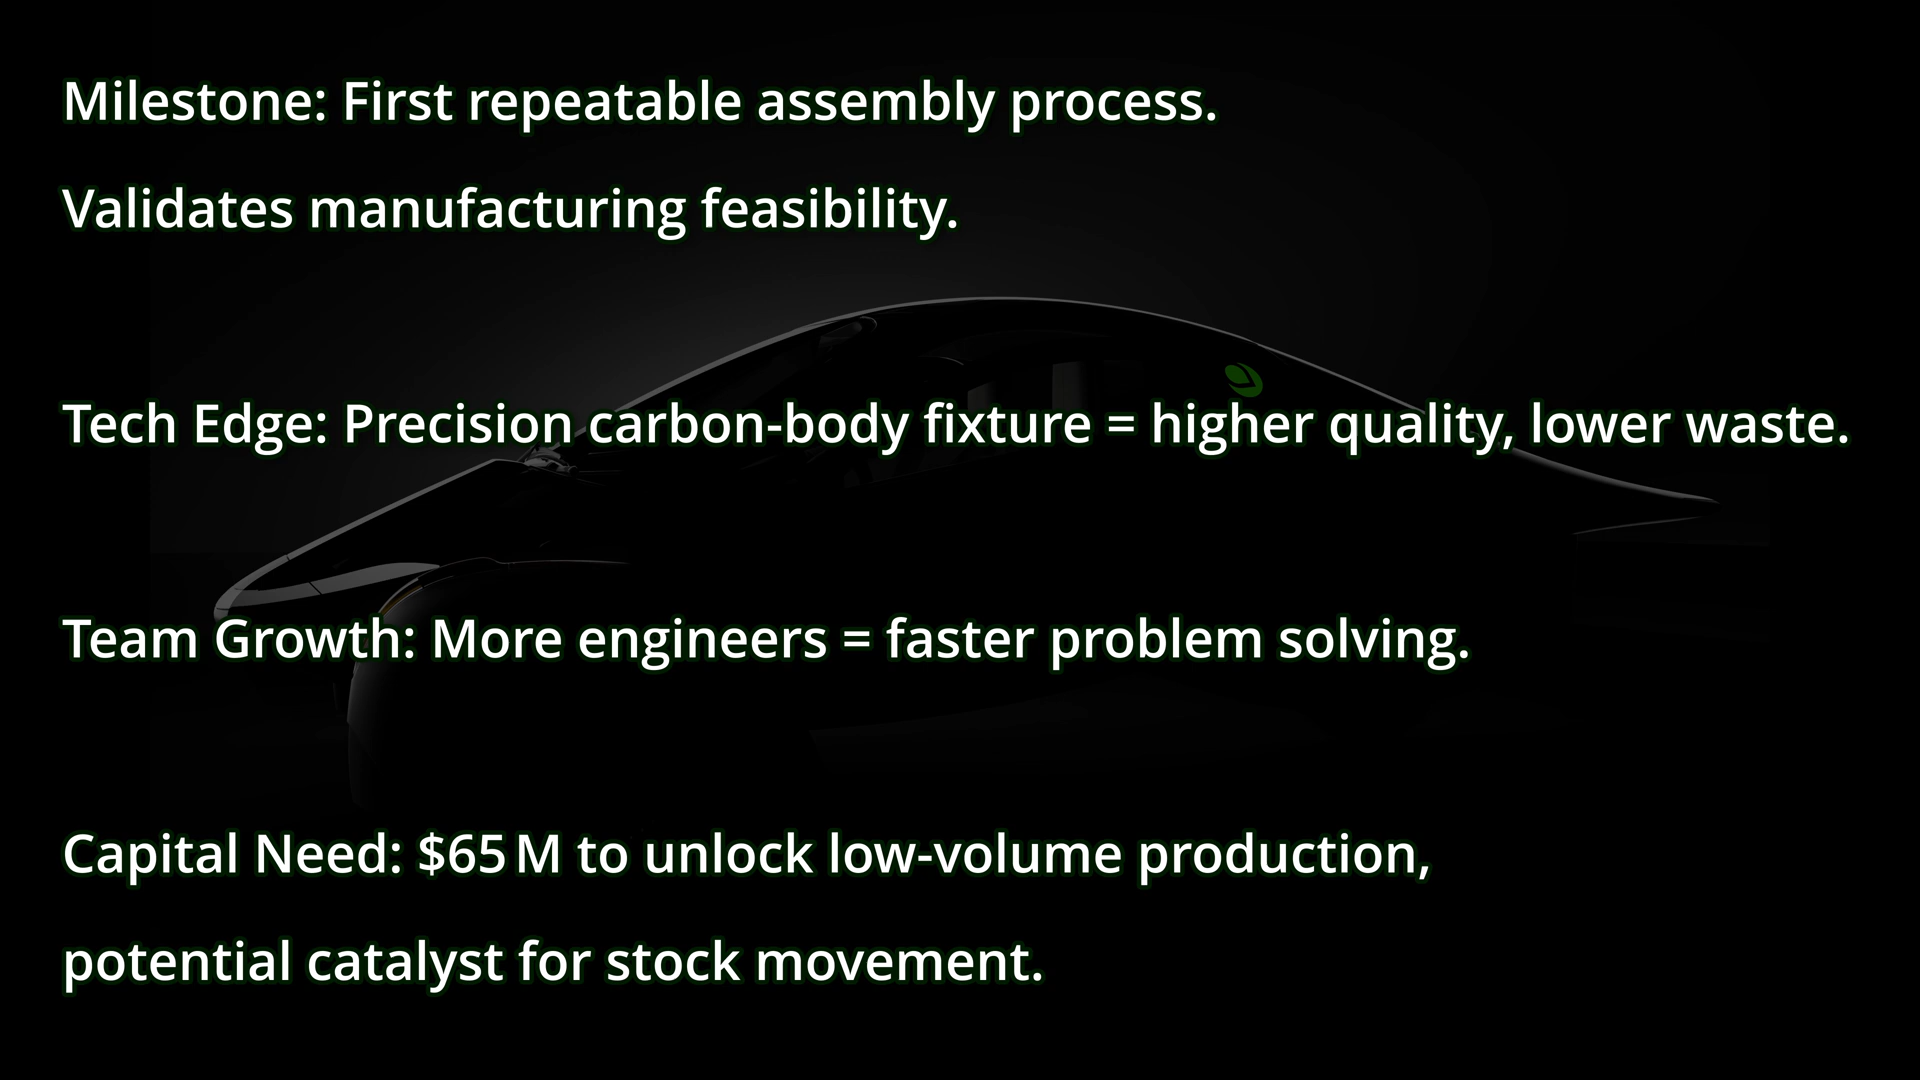 Milestone: First repeatable assembly process.
Validates manufacturing feasibility.
Tech Edge: Precision carbon-body fixture = higher quality, lower waste.
Team Growth: More engineers = faster problem solving.
Capital Need: $65 M to unlock low-volume production,
potential catalyst for stock movement.